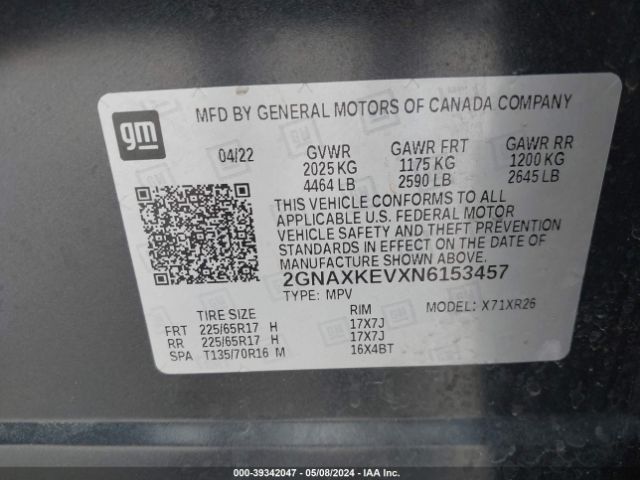 gm
MFD BY GENERAL MOTORS OF CANADA COMPANY
04/22 GVWR GAWR FRT GAWR RR
2025 KG 1175 KG 1200 KG
4464 LB 2590 LB 2645 LB
THIS VEHICLE CONFORMS TO ALL
APPLICABLE U.S. FEDERAL MOTOR
VEHICLE SAFETY AND THEFT PREVENTION
STANDARDS IN EFFECT ON THE DATE OF
MANUFACTURE SHOWN ABOVE.
2GNAXKEVXN6153457
TYPE: MPV MODEL: X71XR26
TIRE SIZE RIM
FRT 225/65R17 H 17X7J
RR 225/65R17 H 17X7J
SPA T135/70R16 M 16X4BT
000-39342047 - 05/08/2024 - IAA Inc.